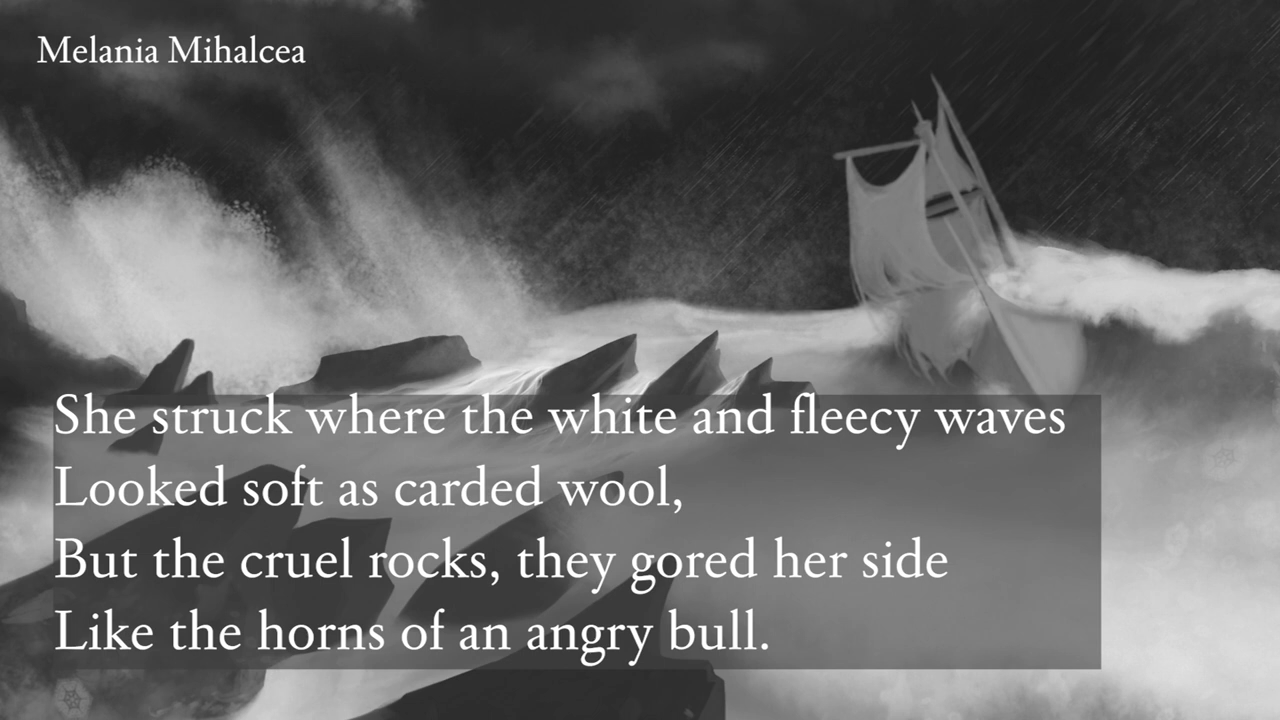 Melania Mihalcea
She struck where the white and fleecy waves
Looked soft as carded wool,
But the cruel rocks, they gored her side
Like the horns of an angry bull.